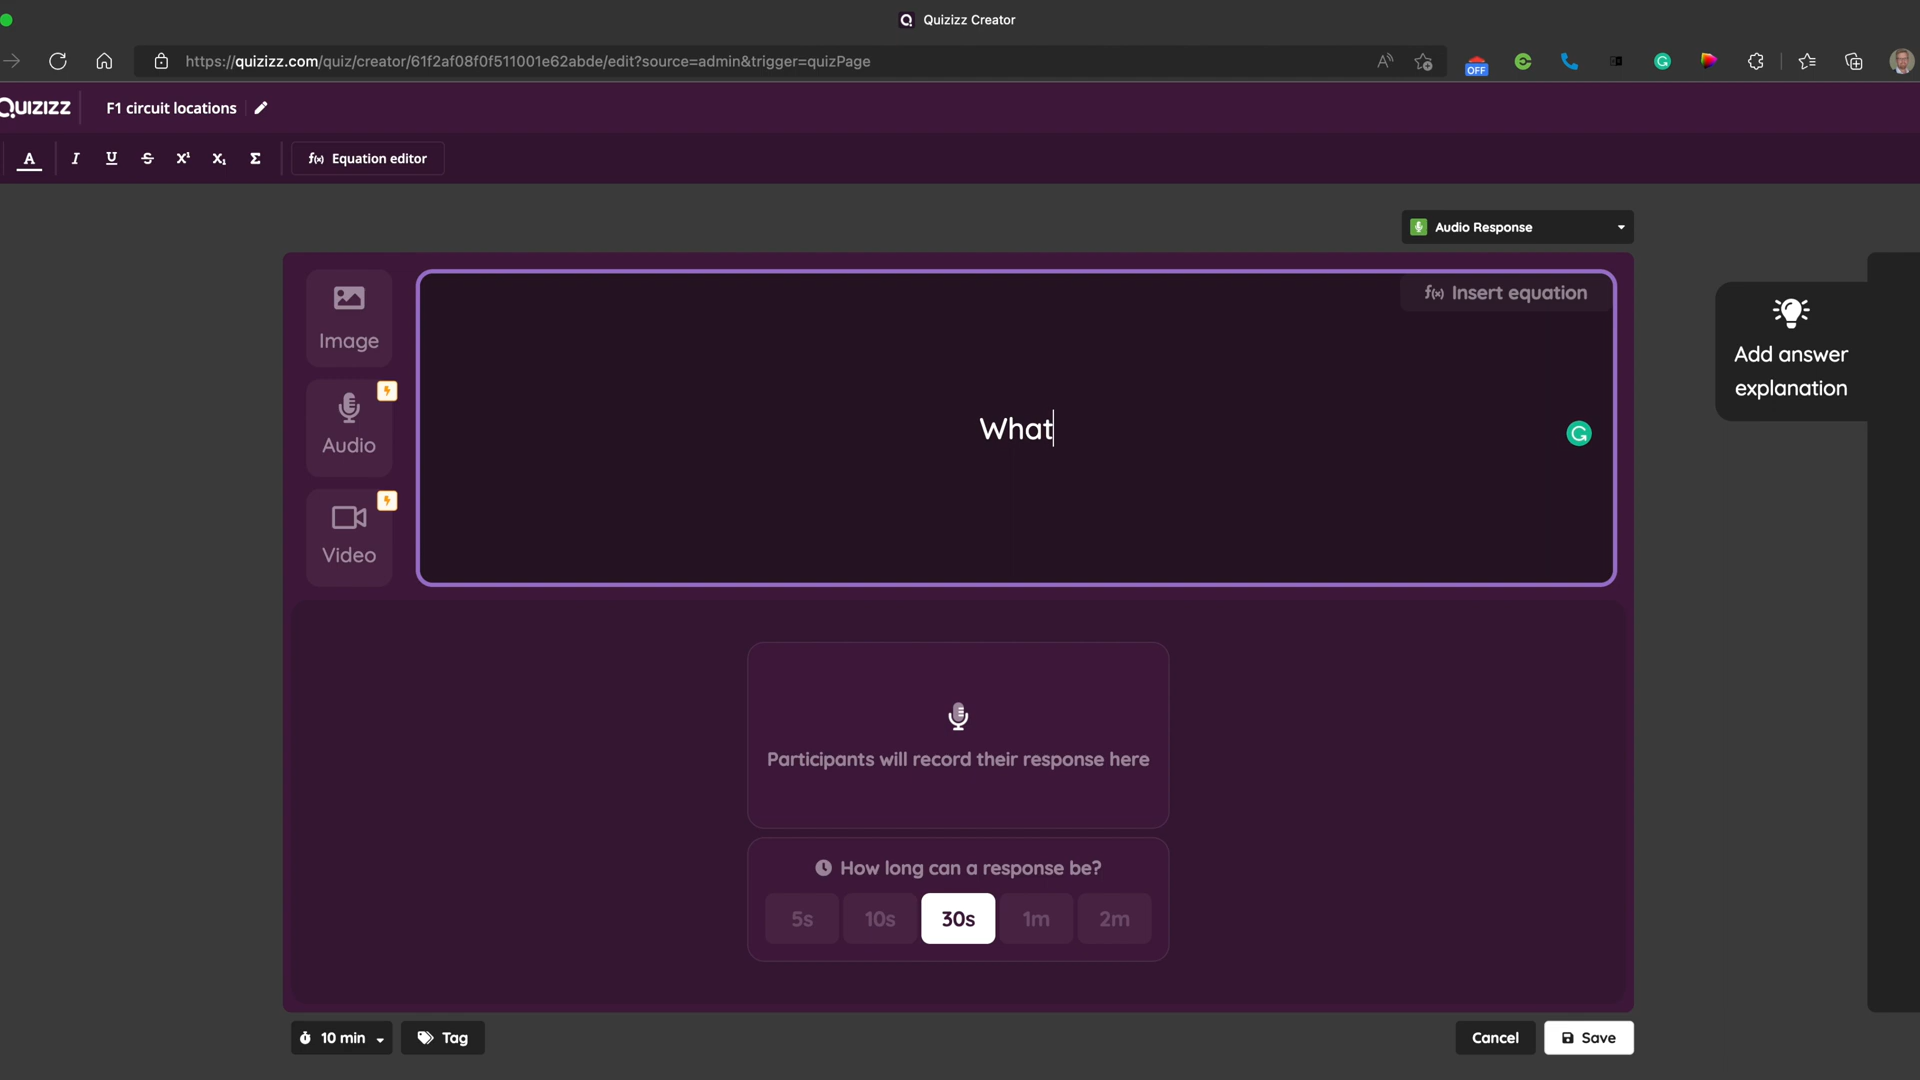 Quizizz Creator
https://quizizz.com/quiz/creator/61f2af08f0f511001e62abde/edit?source=admin&trigger=quizPage
OFF
QUIZIZZ
F1 circuit locations
A I U S X¹ X₁ Σ f(x) Equation editor
Audio Response
f(x) Insert equation
Image
Audio
Video
What
Add answer
explanation
Participants will record their response here
How long can a response be?
5s 10s 30s 1m 2m
10 min
Tag
Cancel
Save